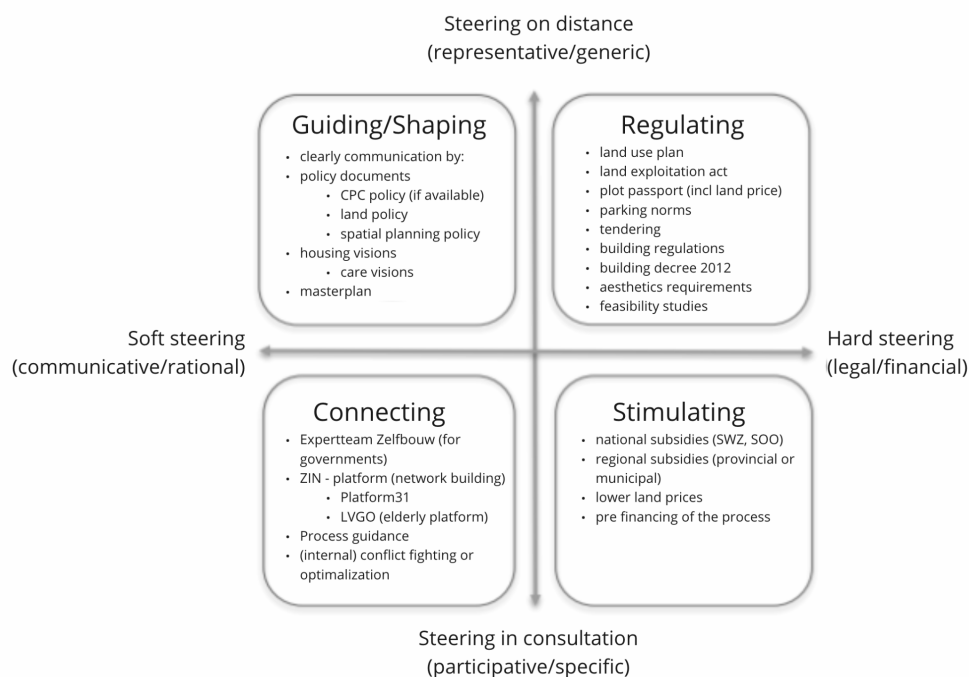 Steering on distance
(representative/generic)
Guiding/Shaping
• clearly communication by:
• policy documents
• CPC policy (if available)
• land policy
• spatial planning policy
• housing visions
• care visions
• masterplan
Regulating
• land use plan
• land exploitation act
• plot passport (incl land price)
• parking norms
• tendering
• building regulations
• building decree 2012
• aesthetics requirements
• feasibility studies
Soft steering
(communicative/rational)
Hard steering
(legal/financial)
Connecting
• Expertteam Zelfbouw (for
governments)
• ZIN - platform (network building)
• Platform31
• LVGO (elderly platform)
• Process guidance
• (internal) conflict fighting or
optimalization
Stimulating
• national subsidies (SWZ, SOO)
• regional subsidies (provincial or
municipal)
• lower land prices
• pre financing of the process
Steering in consultation
(participative/specific)